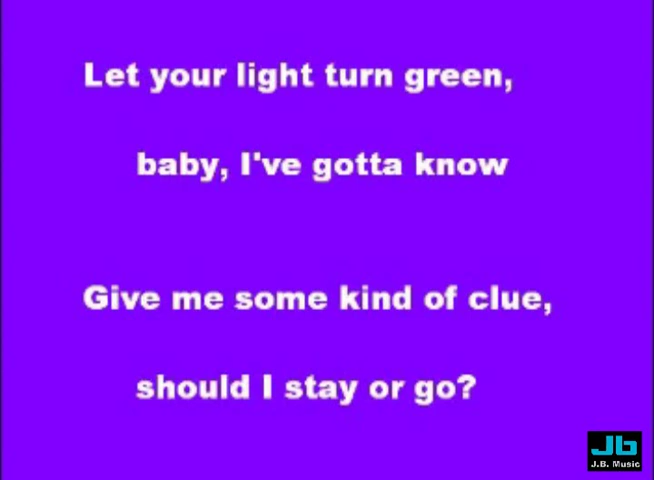 Let your light turn green,
baby, I've gotta know
Give me some kind of clue,
should I stay or go?
Jb
J.B. Music